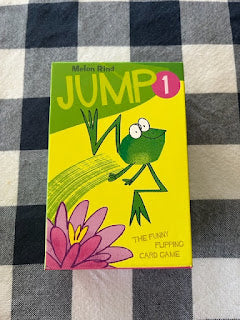 Melon Rind
JUMP 1
THE FUNNY
FLIPPING
CARD GAME